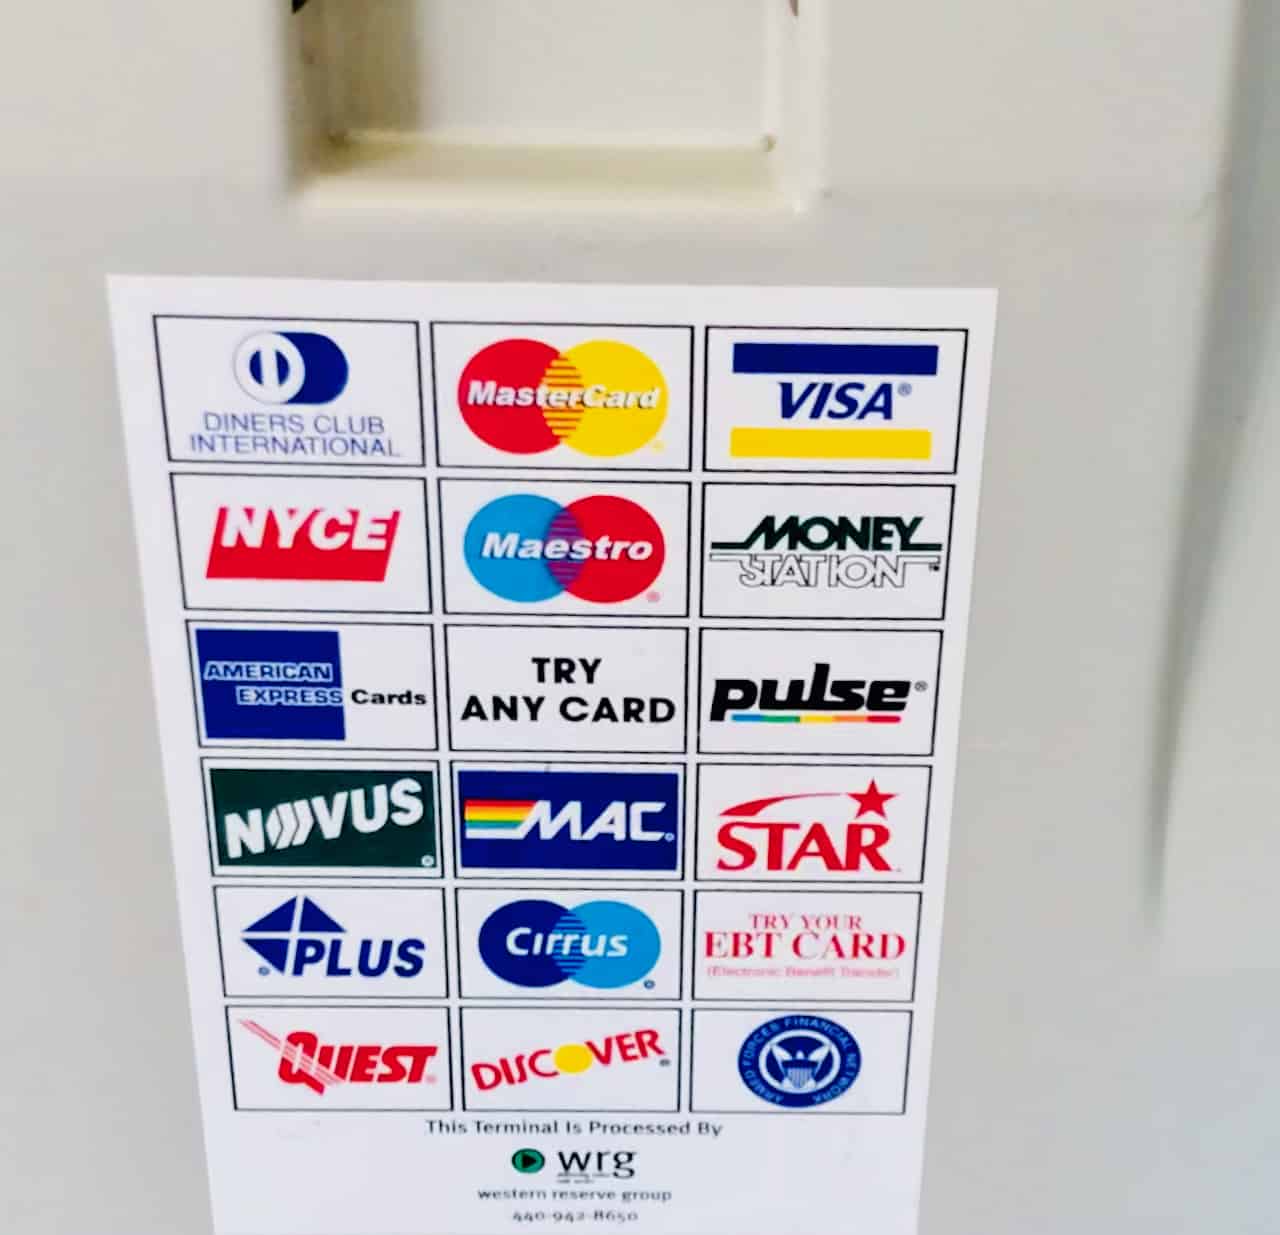 DINERS CLUB
INTERNATIONAL
MasterCard
VISA®
NYCE
Maestro
MONEY
STATION™
AMERICAN
EXPRESS Cards
TRY
ANY CARD
pulse®
NOVUS
MAC
STAR
PLUS
Cirrus
TRY YOUR
EBT CARD
(Electronic Benefit Transfer)
QUEST
DISCOVER
ARMED FORCES FINANCIAL NETWORK
This Terminal Is Processed By
wrg
western reserve group
440-942-8650